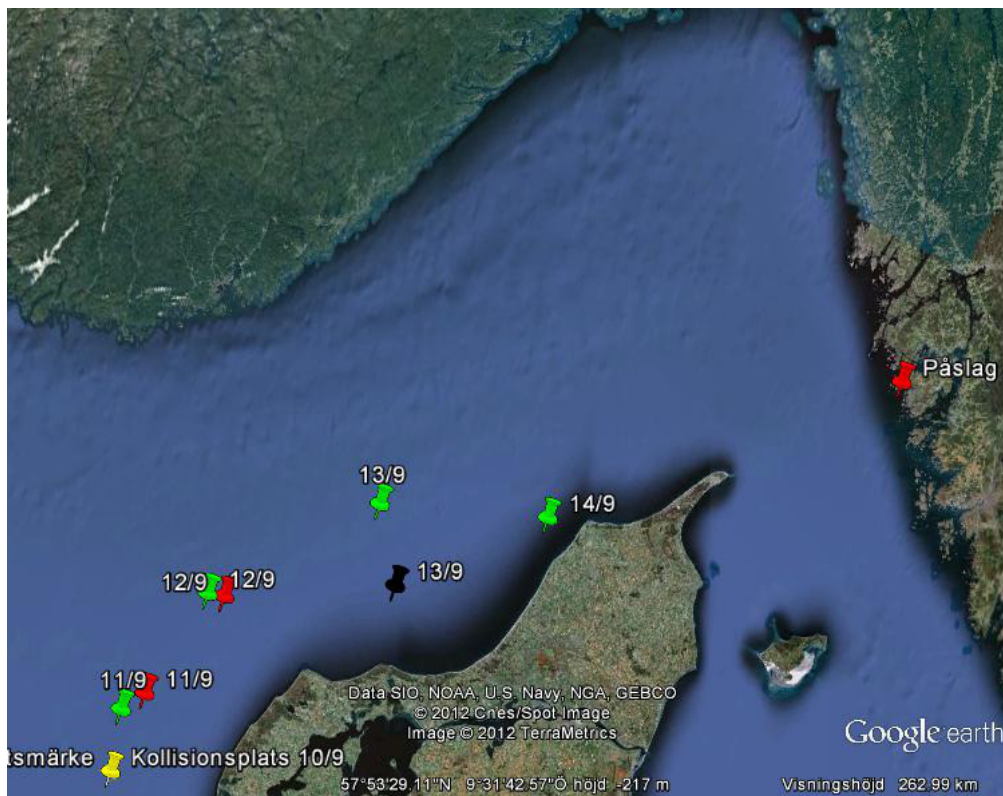 Påslag
13/9
14/9
13/9
12/9 12/9
11/9 11/9
Data SIO, NOAA, U.S. Navy, NGA, GEBCO
© 2012 Cnes/Spot Image
Image © 2012 TerraMetrics
Google earth
tsmärke Kollisionsplats 10/9
57°53'29.11"N 9°31'42.57"Ö höjd -217 m Visningshöjd 262.99 km